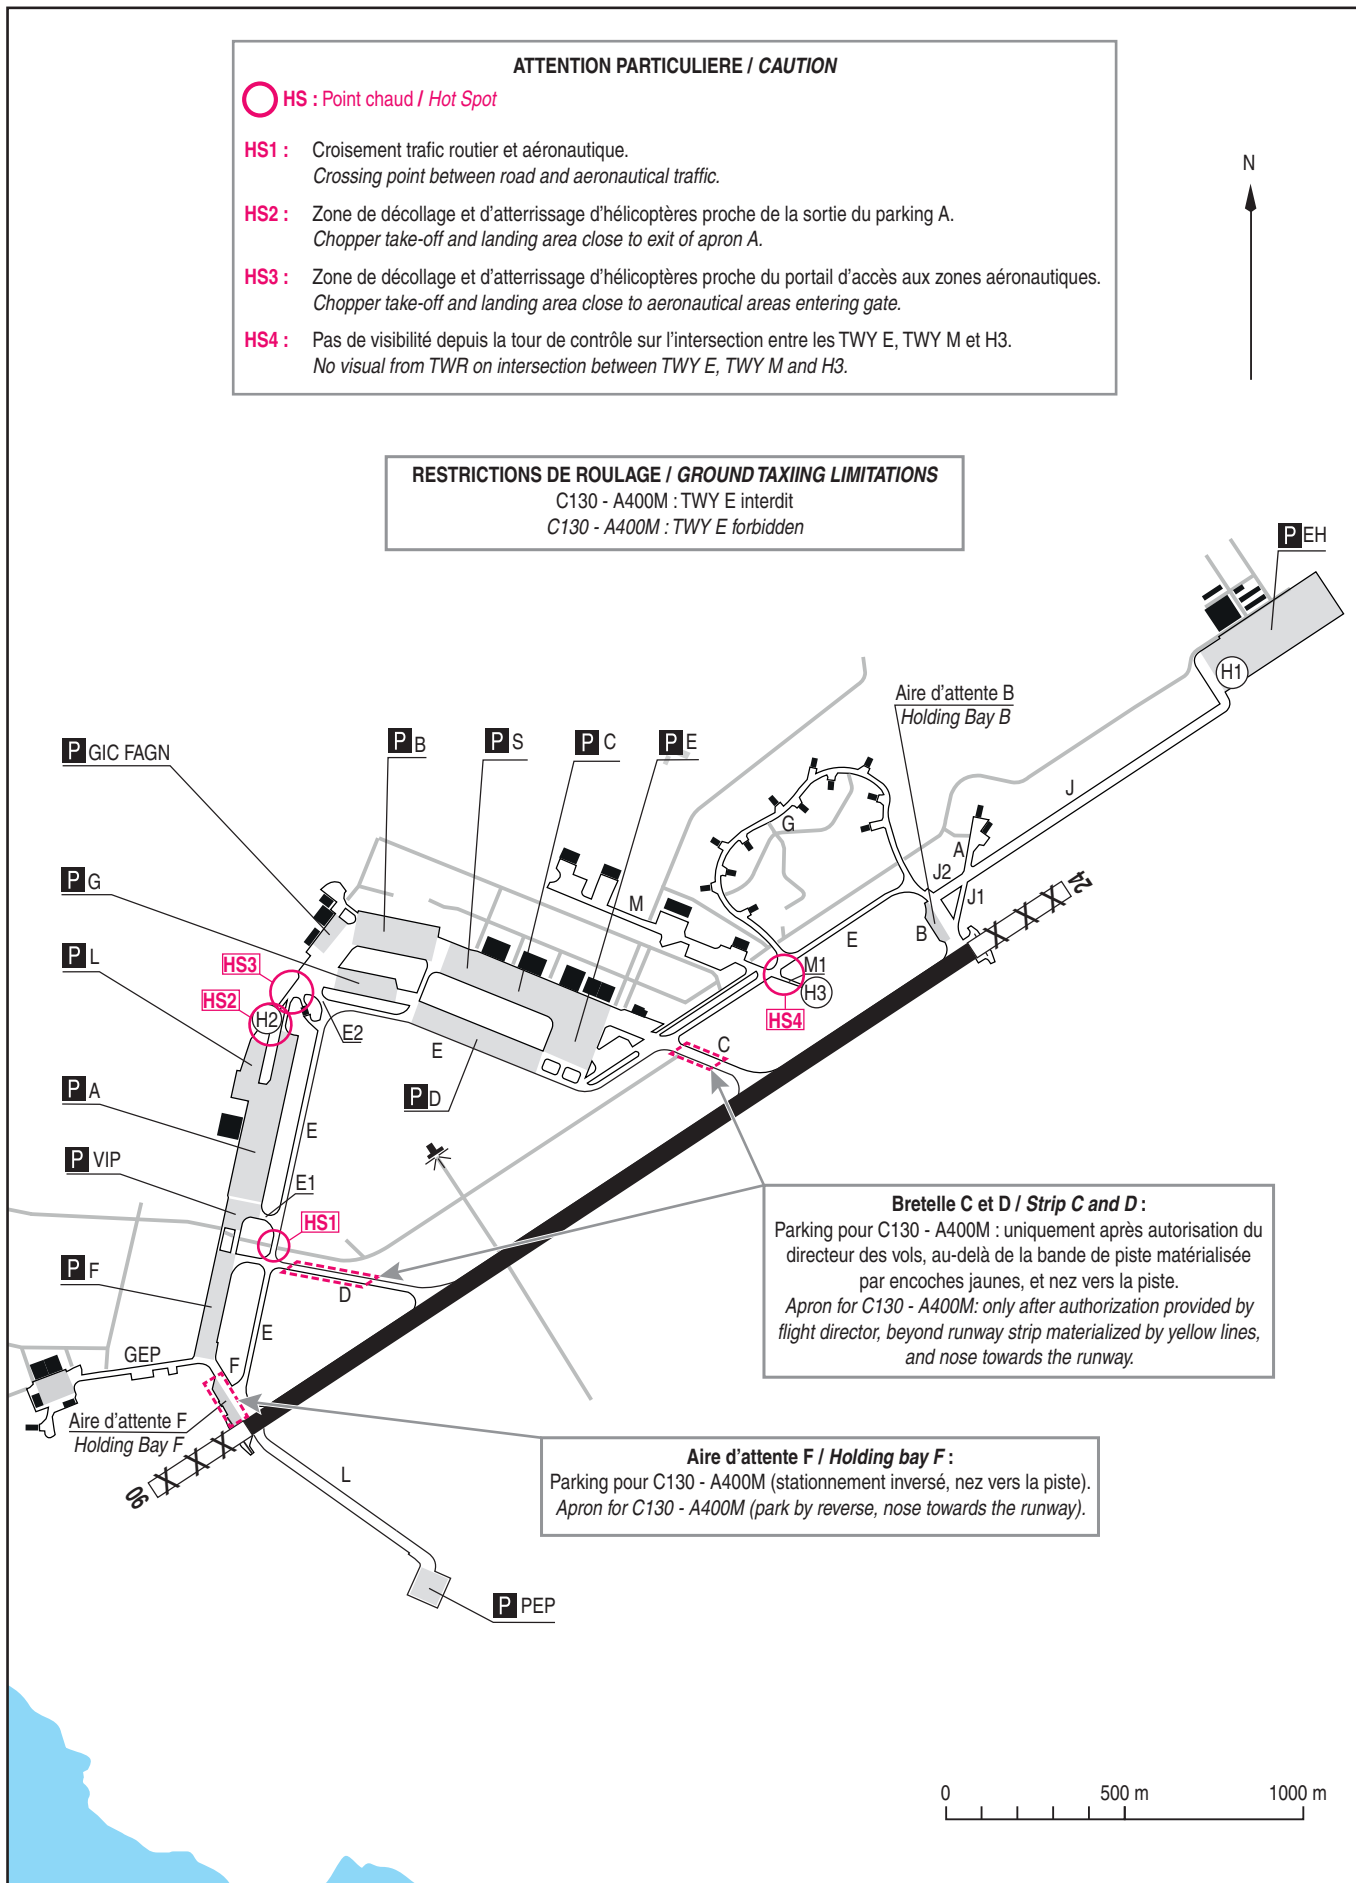 ATTENTION PARTICULIERE / CAUTION
HS : Point chaud / Hot Spot
HS1 : Croisement trafic routier et aéronautique.
Crossing point between road and aeronautical traffic.
HS2 : Zone de décollage et d'atterrissage d'hélicoptères proche de la sortie du parking A.
Chopper take-off and landing area close to exit of apron A.
HS3 : Zone de décollage et d'atterrissage d'hélicoptères proche du portail d'accès aux zones aéronautiques.
Chopper take-off and landing area close to aeronautical areas entering gate.
HS4 : Pas de visibilité depuis la tour de contrôle sur l'intersection entre les TWY E, TWY M et H3.
No visual from TWR on intersection between TWY E, TWY M and H3.
N
RESTRICTIONS DE ROULAGE / GROUND TAXIING LIMITATIONS
C130 - A400M : TWY E interdit
C130 - A400M : TWY E forbidden
P EH
H1
Aire d'attente B
Holding Bay B
P GIC FAGN
P B
P S
P C
P E
J
G
A
J2
J1
24
P G
M
E
B
P L
HS3
HS2
H2
E2
M1
H3
HS4
E
C
P D
P A
E
P VIP
E1
HS1
Bretelle C et D / Strip C and D :
Parking pour C130 - A400M : uniquement après autorisation du
directeur des vols, au-delà de la bande de piste matérialisée
par encoches jaunes, et nez vers la piste.
Apron for C130 - A400M: only after authorization provided by
flight director, beyond runway strip materialized by yellow lines,
and nose towards the runway.
P F
D
E
GEP
F
Aire d'attente F
Holding Bay F
Aire d'attente F / Holding bay F :
Parking pour C130 - A400M (stationnement inversé, nez vers la piste).
Apron for C130 - A400M (park by reverse, nose towards the runway).
06
L
P PEP
0 500 m 1000 m